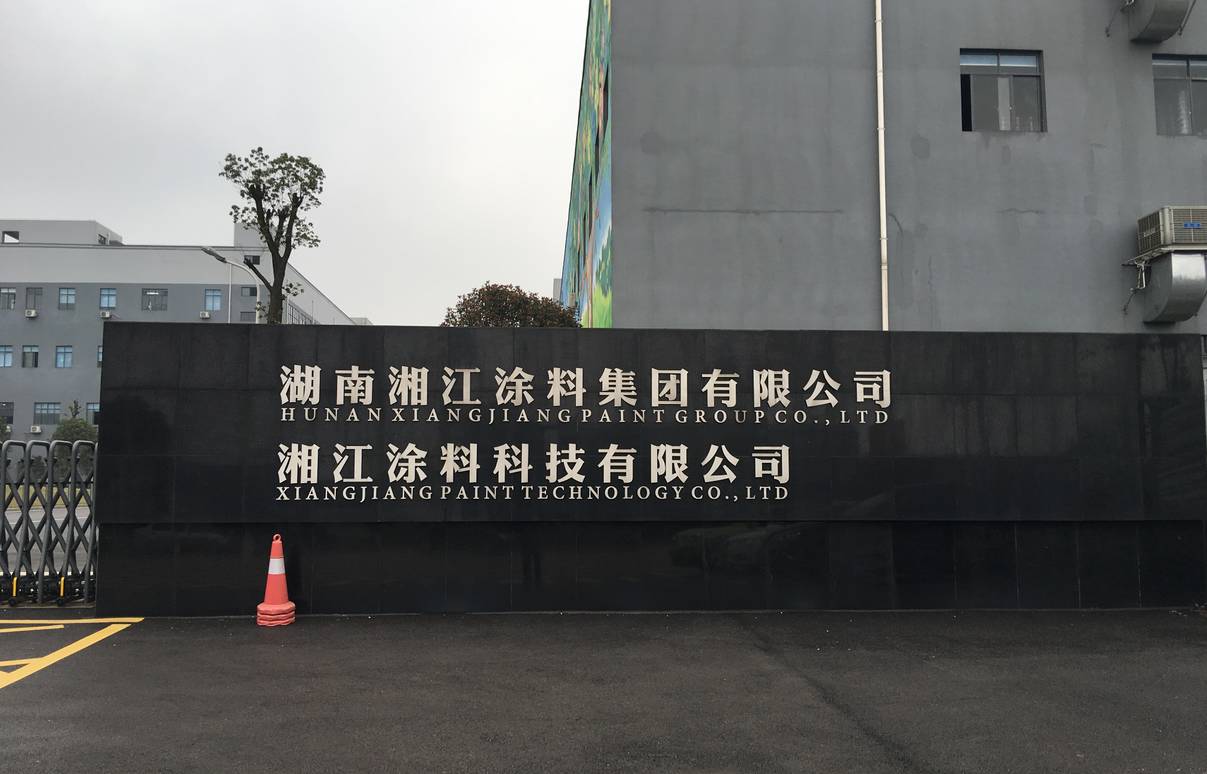 湖南湘江涂料集团有限公司
HUNAN XIANGJIANG PAINT GROUP CO., LTD
湘江涂料科技有限公司
XIANGJIANG PAINT TECHNOLOGY CO., LTD